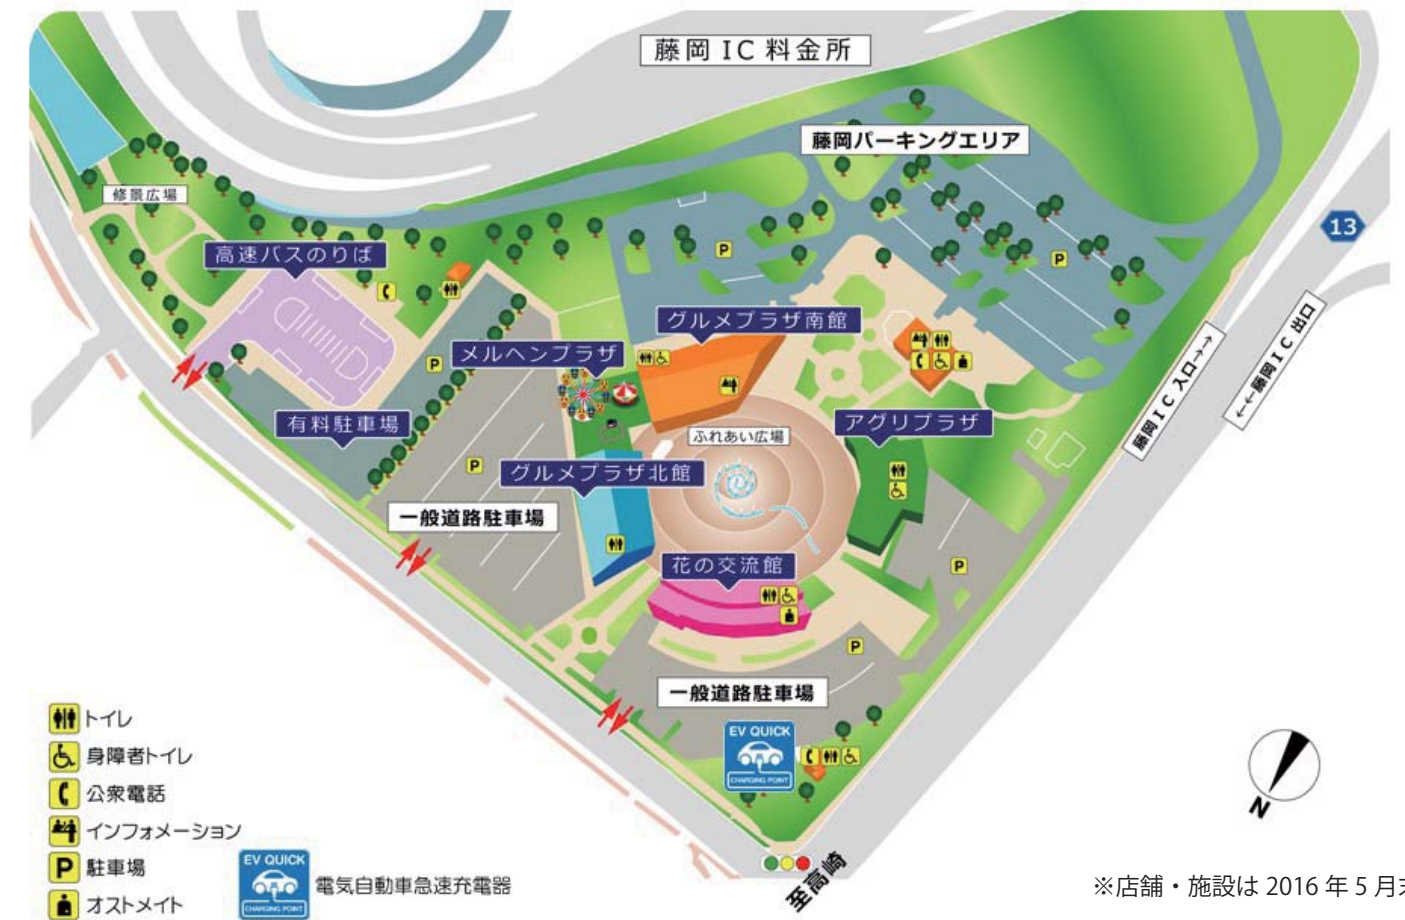 藤岡 IC 料金所
藤岡パーキングエリア
修景広場
13
高速バスのりば
P
P
グルメプラザ南館
メルヘンプラザ
P
藤岡IC入口→→
←←藤岡IC出口
有料駐車場
ふれあい広場
アグリプラザ
P
グルメプラザ北館
一般道路駐車場
花の交流館
P
P
一般道路駐車場
EV QUICK
CHARGING POINT
N
トイレ
身障者トイレ
公衆電話
インフォメーション
P 駐車場
オストメイト
EV QUICK
CHARGING POINT
電気自動車急速充電器
至高崎
※店舗・施設は 2016 年 5 月末